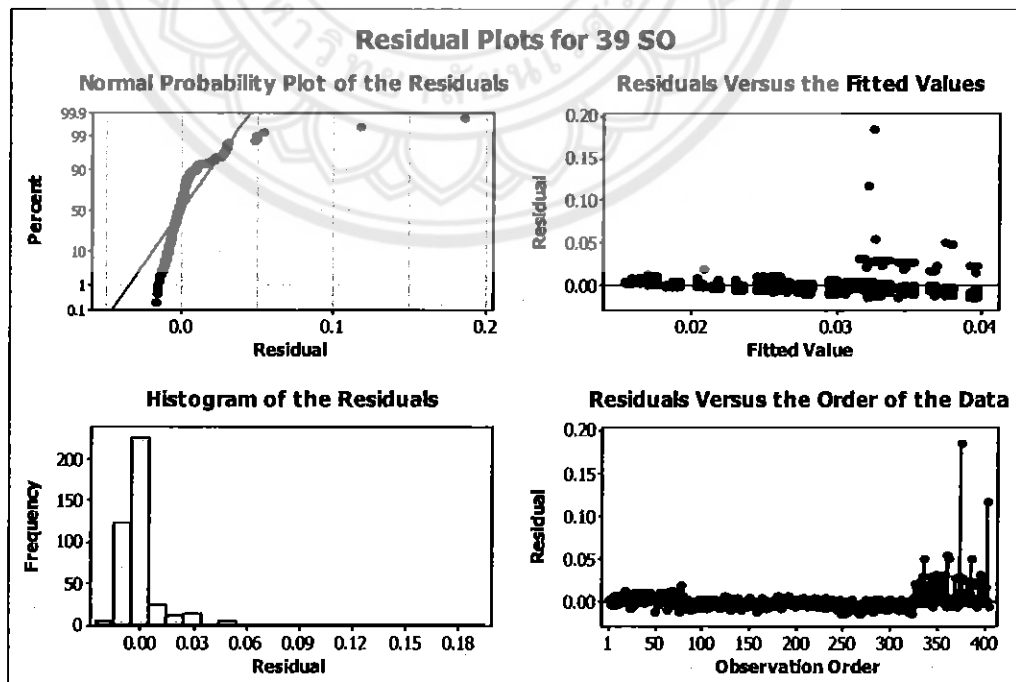 Residual Plots for 39 SO
Normal Probability Plot of the Residuals
99.9
99
90
50
10
1
0.1
Percent
0.0 0.1 0.2
Residual
Residuals Versus the Fitted Values
0.20
0.15
0.10
0.05
0.00
Residual
0.02 0.03 0.04
Fitted Value
Histogram of the Residuals
200
150
100
50
0
Frequency
0.00 0.03 0.06 0.09 0.12 0.15 0.18
Residual
Residuals Versus the Order of the Data
0.20
0.15
0.10
0.05
0.00
Residual
1 50 100 150 200 250 300 350 400
Observation Order